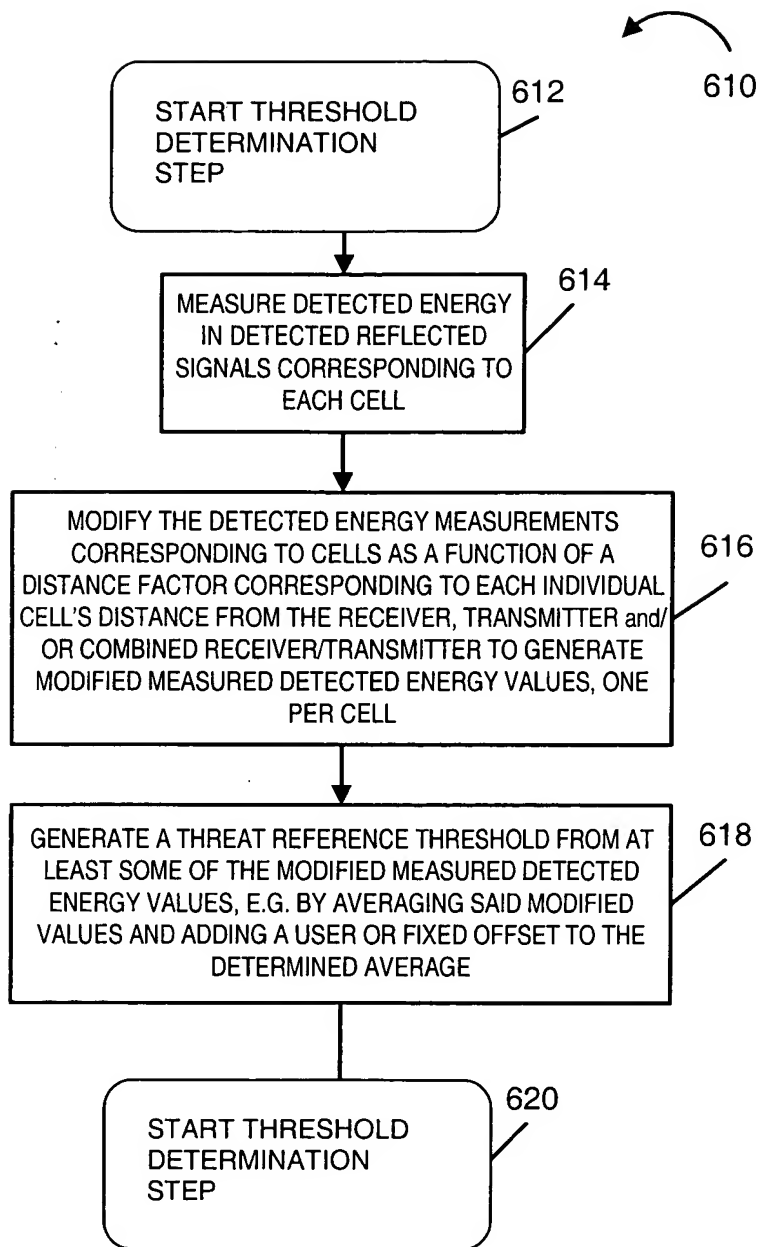 610
START THRESHOLD
DETERMINATION
STEP
612
MEASURE DETECTED ENERGY
IN DETECTED REFLECTED
SIGNALS CORRESPONDING TO
EACH CELL
614
MODIFY THE DETECTED ENERGY MEASUREMENTS
CORRESPONDING TO CELLS AS A FUNCTION OF A
DISTANCE FACTOR CORRESPONDING TO EACH INDIVIDUAL
CELL'S DISTANCE FROM THE RECEIVER, TRANSMITTER and/
OR COMBINED RECEIVER/TRANSMITTER TO GENERATE
MODIFIED MEASURED DETECTED ENERGY VALUES, ONE
PER CELL
616
GENERATE A THREAT REFERENCE THRESHOLD FROM AT
LEAST SOME OF THE MODIFIED MEASURED DETECTED
ENERGY VALUES, E.G. BY AVERAGING SAID MODIFIED
VALUES AND ADDING A USER OR FIXED OFFSET TO THE
DETERMINED AVERAGE
618
START THRESHOLD
DETERMINATION
STEP
620